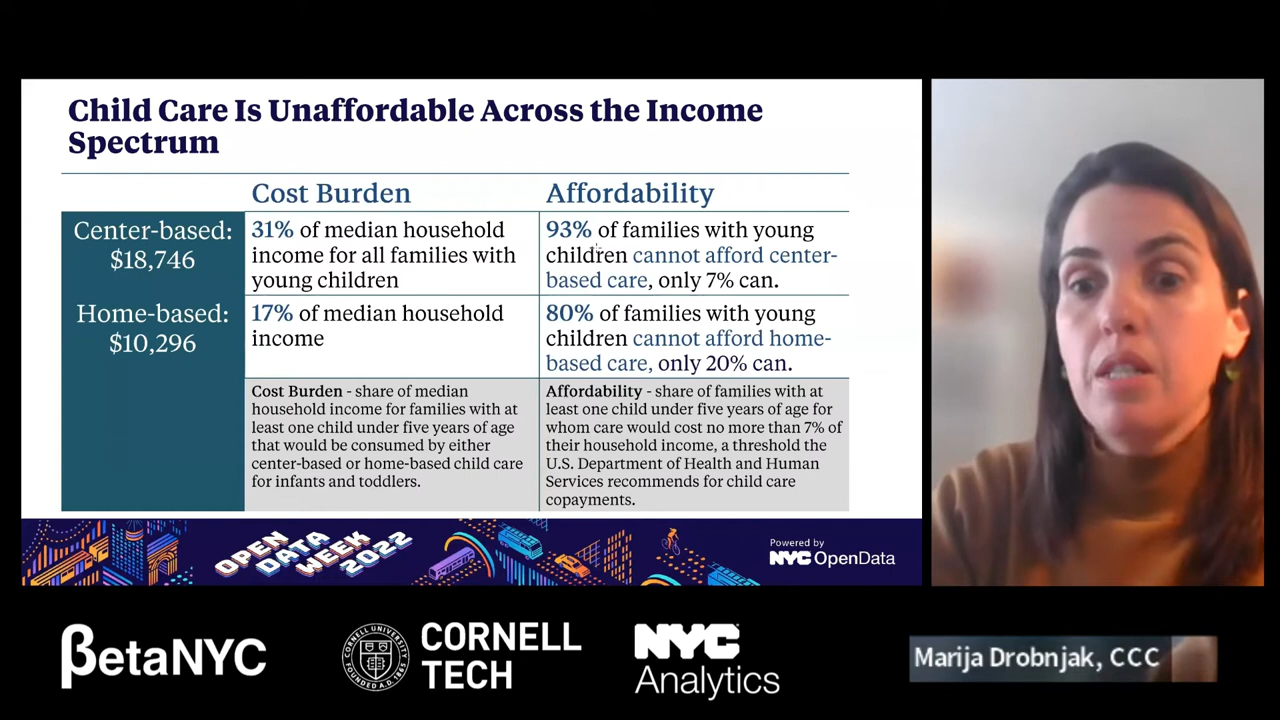 Child Care Is Unaffordable Across the Income
Spectrum
Cost Burden
Affordability
Center-based:
$18,746
31% of median household
income for all families with
young children
93% of families with young
children cannot afford center-
based care, only 7% can.
Home-based:
$10,296
17% of median household
income
80% of families with young
children cannot afford home-
based care, only 20% can.
Cost Burden - share of median
household income for families with at
least one child under five years of age
that would be consumed by either
center-based or home-based child care
for infants and toddlers.
Affordability - share of families with at
least one child under five years of age for
whom care would cost no more than 7% of
their household income, a threshold the
U.S. Department of Health and Human
Services recommends for child care
copayments.
OPEN
DATA
WEEK
2022
Powered by
NYC OpenData
βetaNYC
CORNELL
TECH
NYC
Analytics
Marija Drobnjak, CCC